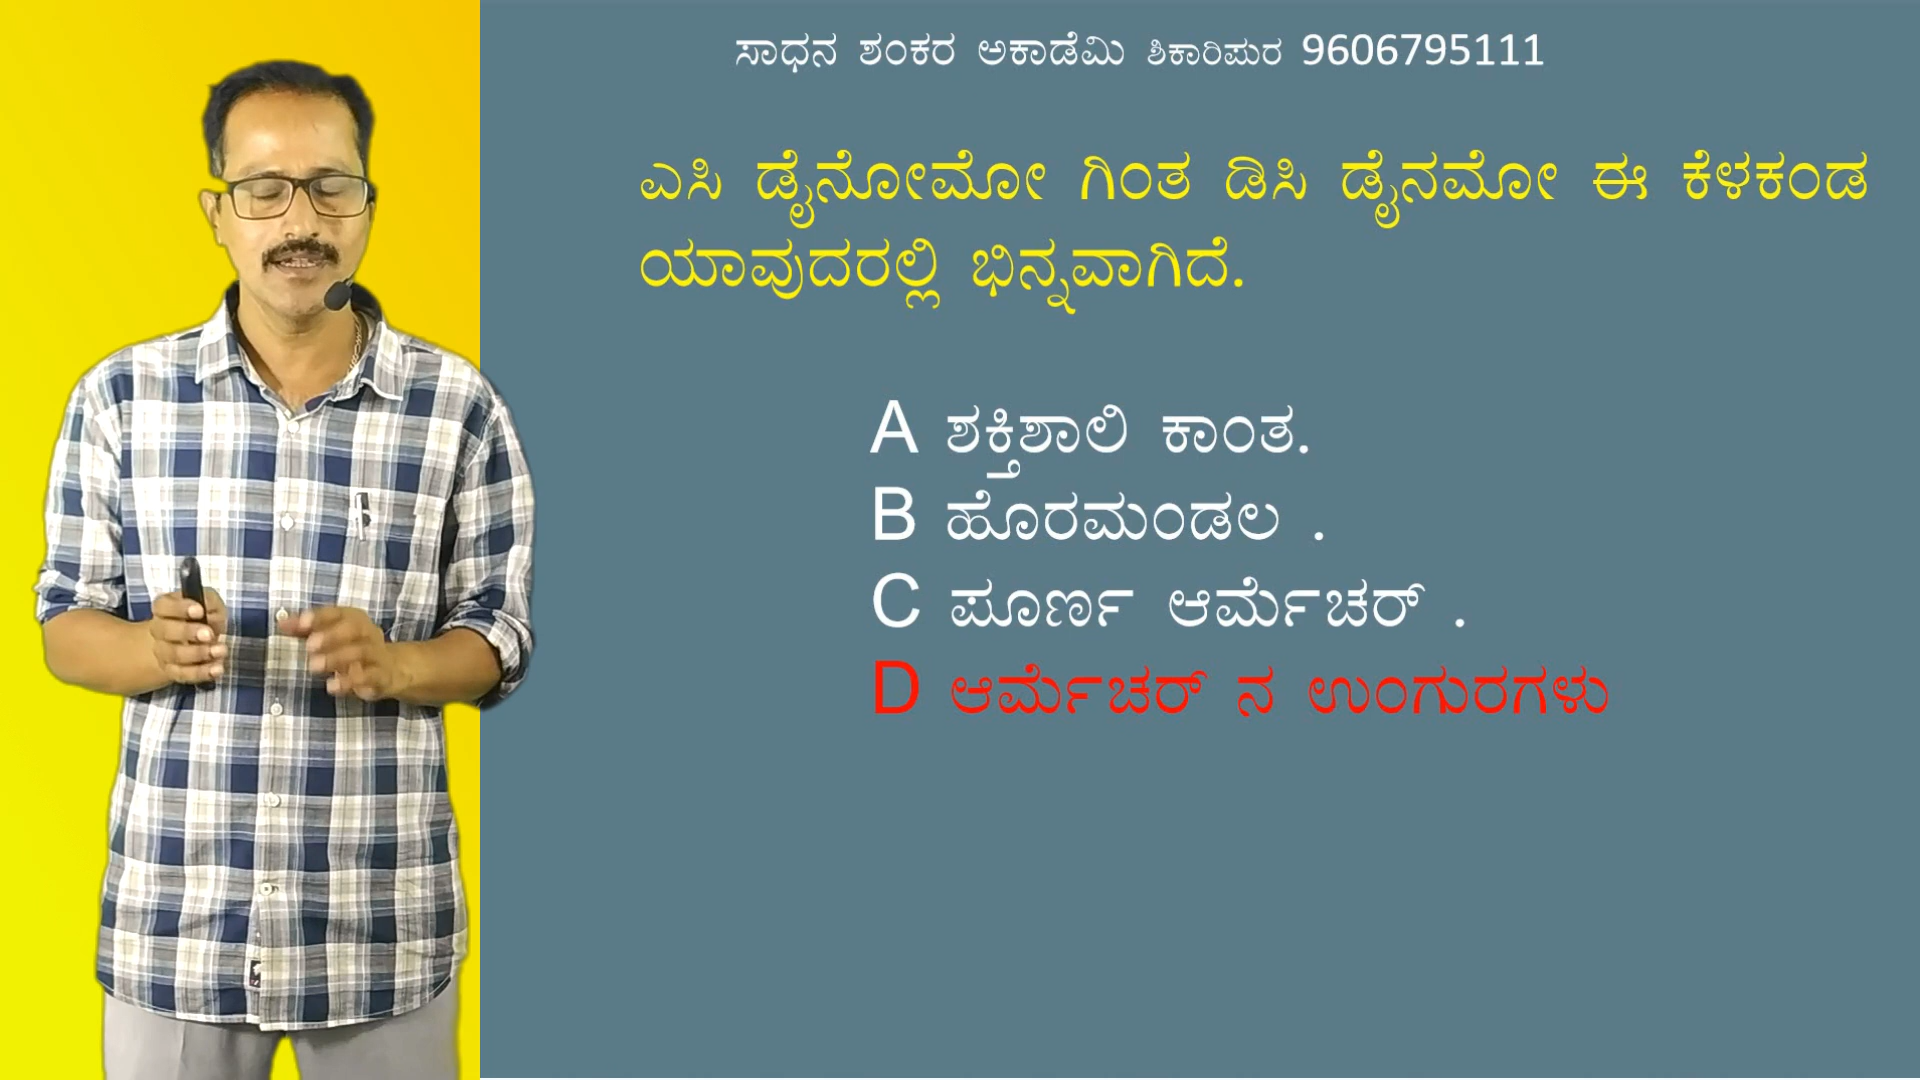 ಸಾಧನ ಶಂಕರ ಅಕಾಡೆಮಿ ಶಿಕಾರಿಪುರ 9606795111
ಎಸಿ ಡೈನೋಮೋ ಗಿಂತ ಡಿಸಿ ಡೈನಮೋ ಈ ಕೆಳಕಂಡ
ಯಾವುದರಲ್ಲಿ ಭಿನ್ನವಾಗಿದೆ.
A ಶಕ್ತಿಶಾಲಿ ಕಾಂತ.
B ಹೊರಮಂಡಲ .
C ಪೂರ್ಣ ಆರ್ಮೆಚರ್ .
D ಆರ್ಮೆಚರ್ ನ ಉಂಗುರಗಳು